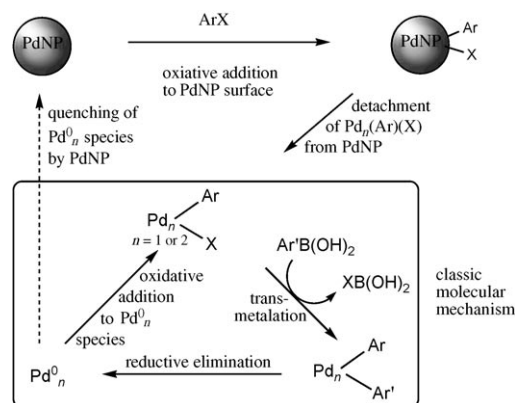 ArX
PdNP
PdNP
Ar
X
oxiative addition
to PdNP surface
quenching of
Pd⁰ₙ species
by PdNP
detachment
of Pdₙ(Ar)(X)
from PdNP
Ar
Pdₙ
X
n = 1 or 2
Ar'B(OH)₂
oxidative
addition
to Pd⁰ₙ
species
trans-
metalation
XB(OH)₂
classic
molecular
mechanism
reductive elimination
Pd⁰ₙ
Ar
Pdₙ
Ar'